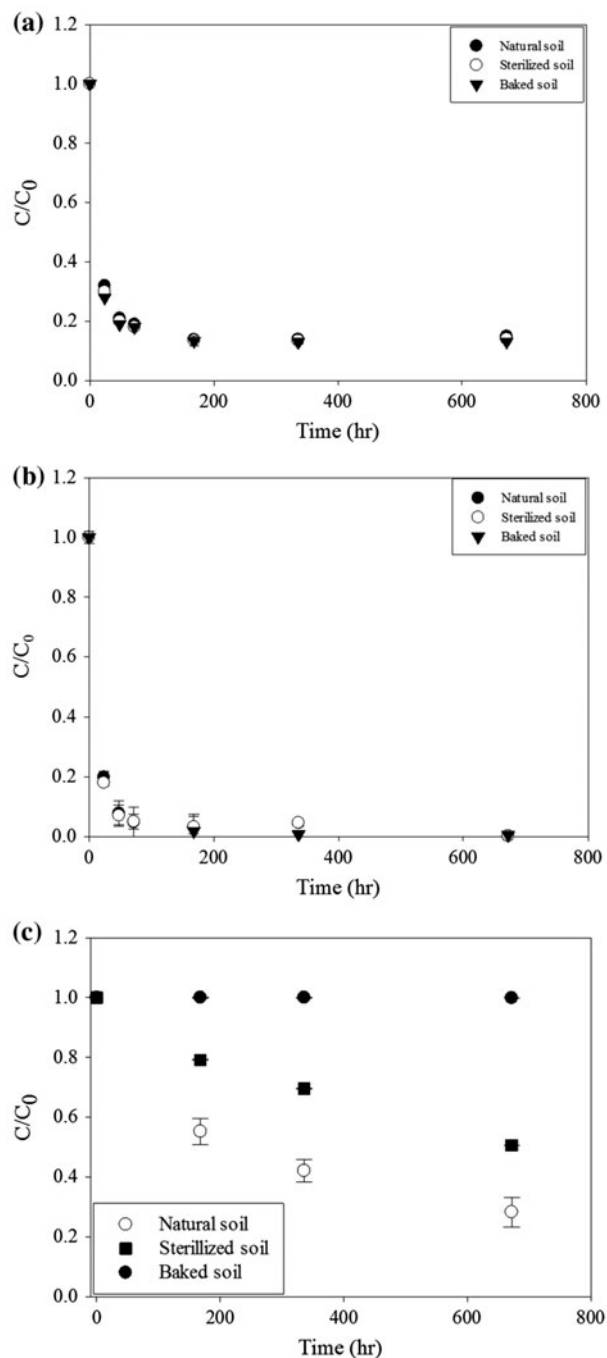 (a)
1.2
1.0
0.8
0.6
0.4
0.2
0.0
C/C0
Natural soil
Sterilized soil
Baked soil
0 200 400 600 800
Time (hr)
(b)
1.2
1.0
0.8
0.6
0.4
0.2
0.0
C/C0
Natural soil
Sterilized soil
Baked soil
0 200 400 600 800
Time (hr)
(c)
1.2
1.0
0.8
0.6
0.4
0.2
0.0
C/C0
Natural soil
Sterillized soil
Baked soil
0 200 400 600 800
Time (hr)